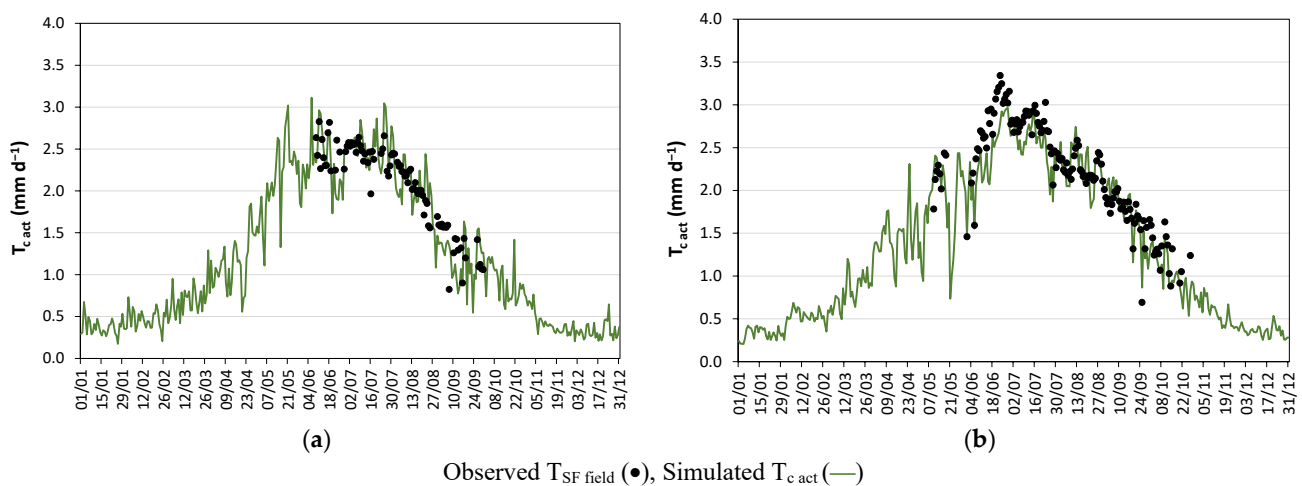 4.0 4.0
3.5 3.5
3.0 3.0
2.5 2.5
2.0 2.0
1.5 1.5
1.0 1.0
0.5 0.5
0.0 0.0
T c act (mm d⁻¹) T c act (mm d⁻¹)
01/01 15/01 29/01 12/02 26/02 12/03 26/03 09/04 23/04 07/05 21/05 04/06 18/06 02/07 16/07 30/07 13/08 27/08 10/09 24/09 08/10 22/10 05/11 19/11 03/12 17/12 31/12
01/01 15/01 29/01 12/02 26/02 12/03 26/03 09/04 23/04 07/05 21/05 04/06 18/06 02/07 16/07 30/07 13/08 27/08 10/09 24/09 08/10 22/10 05/11 19/11 03/12 17/12 31/12
(a) (b)
Observed T SF field (●), Simulated T c act (—)